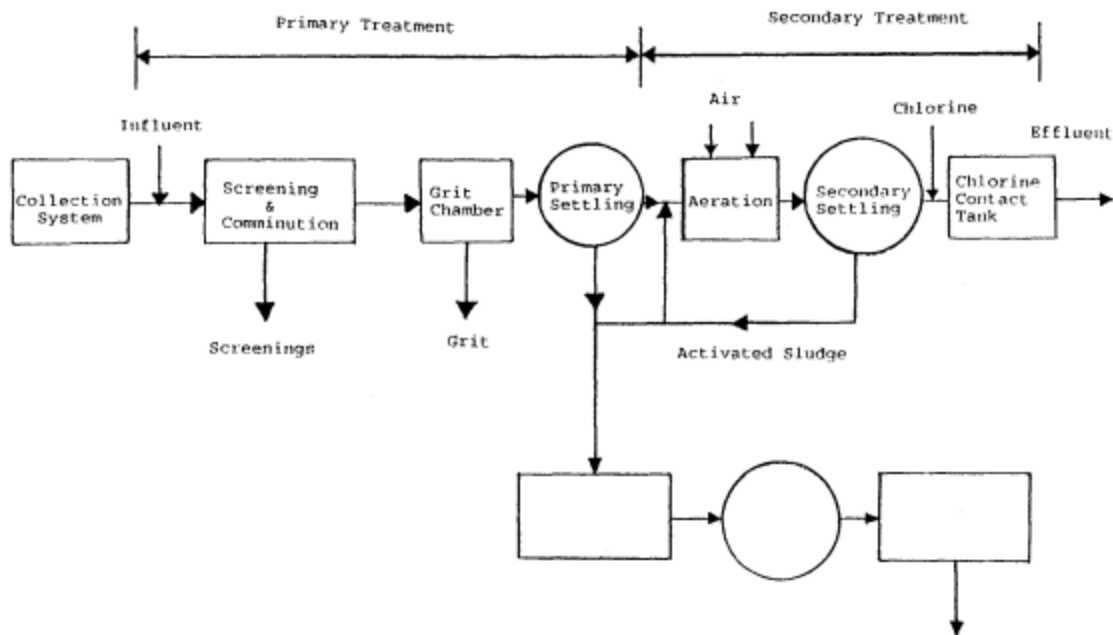 Primary Treatment
Secondary Treatment
Air
Chlorine
Influent
Effluent
Collection
System
Screening
&
Comminution
Grit
Chamber
Primary
Settling
Aeration
Secondary
Settling
Chlorine
Contact
Tank
Screenings
Grit
Activated Sludge